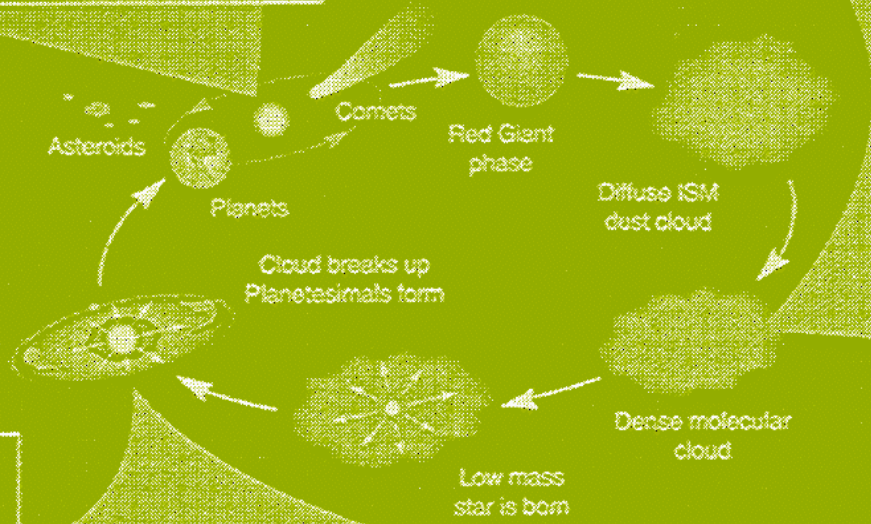 Comets
Asteroids
Red Giant
phase
Planets
Diffuse ISM
dust cloud
Cloud breaks up
Planetesimals form
Dense molecular
cloud
Low mass
star is born